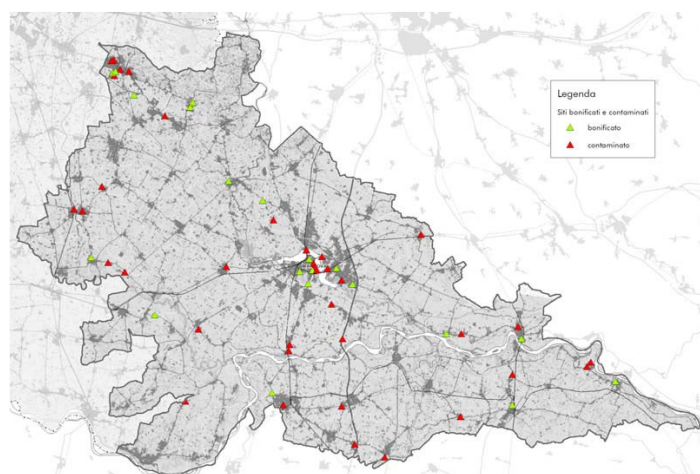 Legenda
Siti bonificati e contaminati
bonificato
contaminato